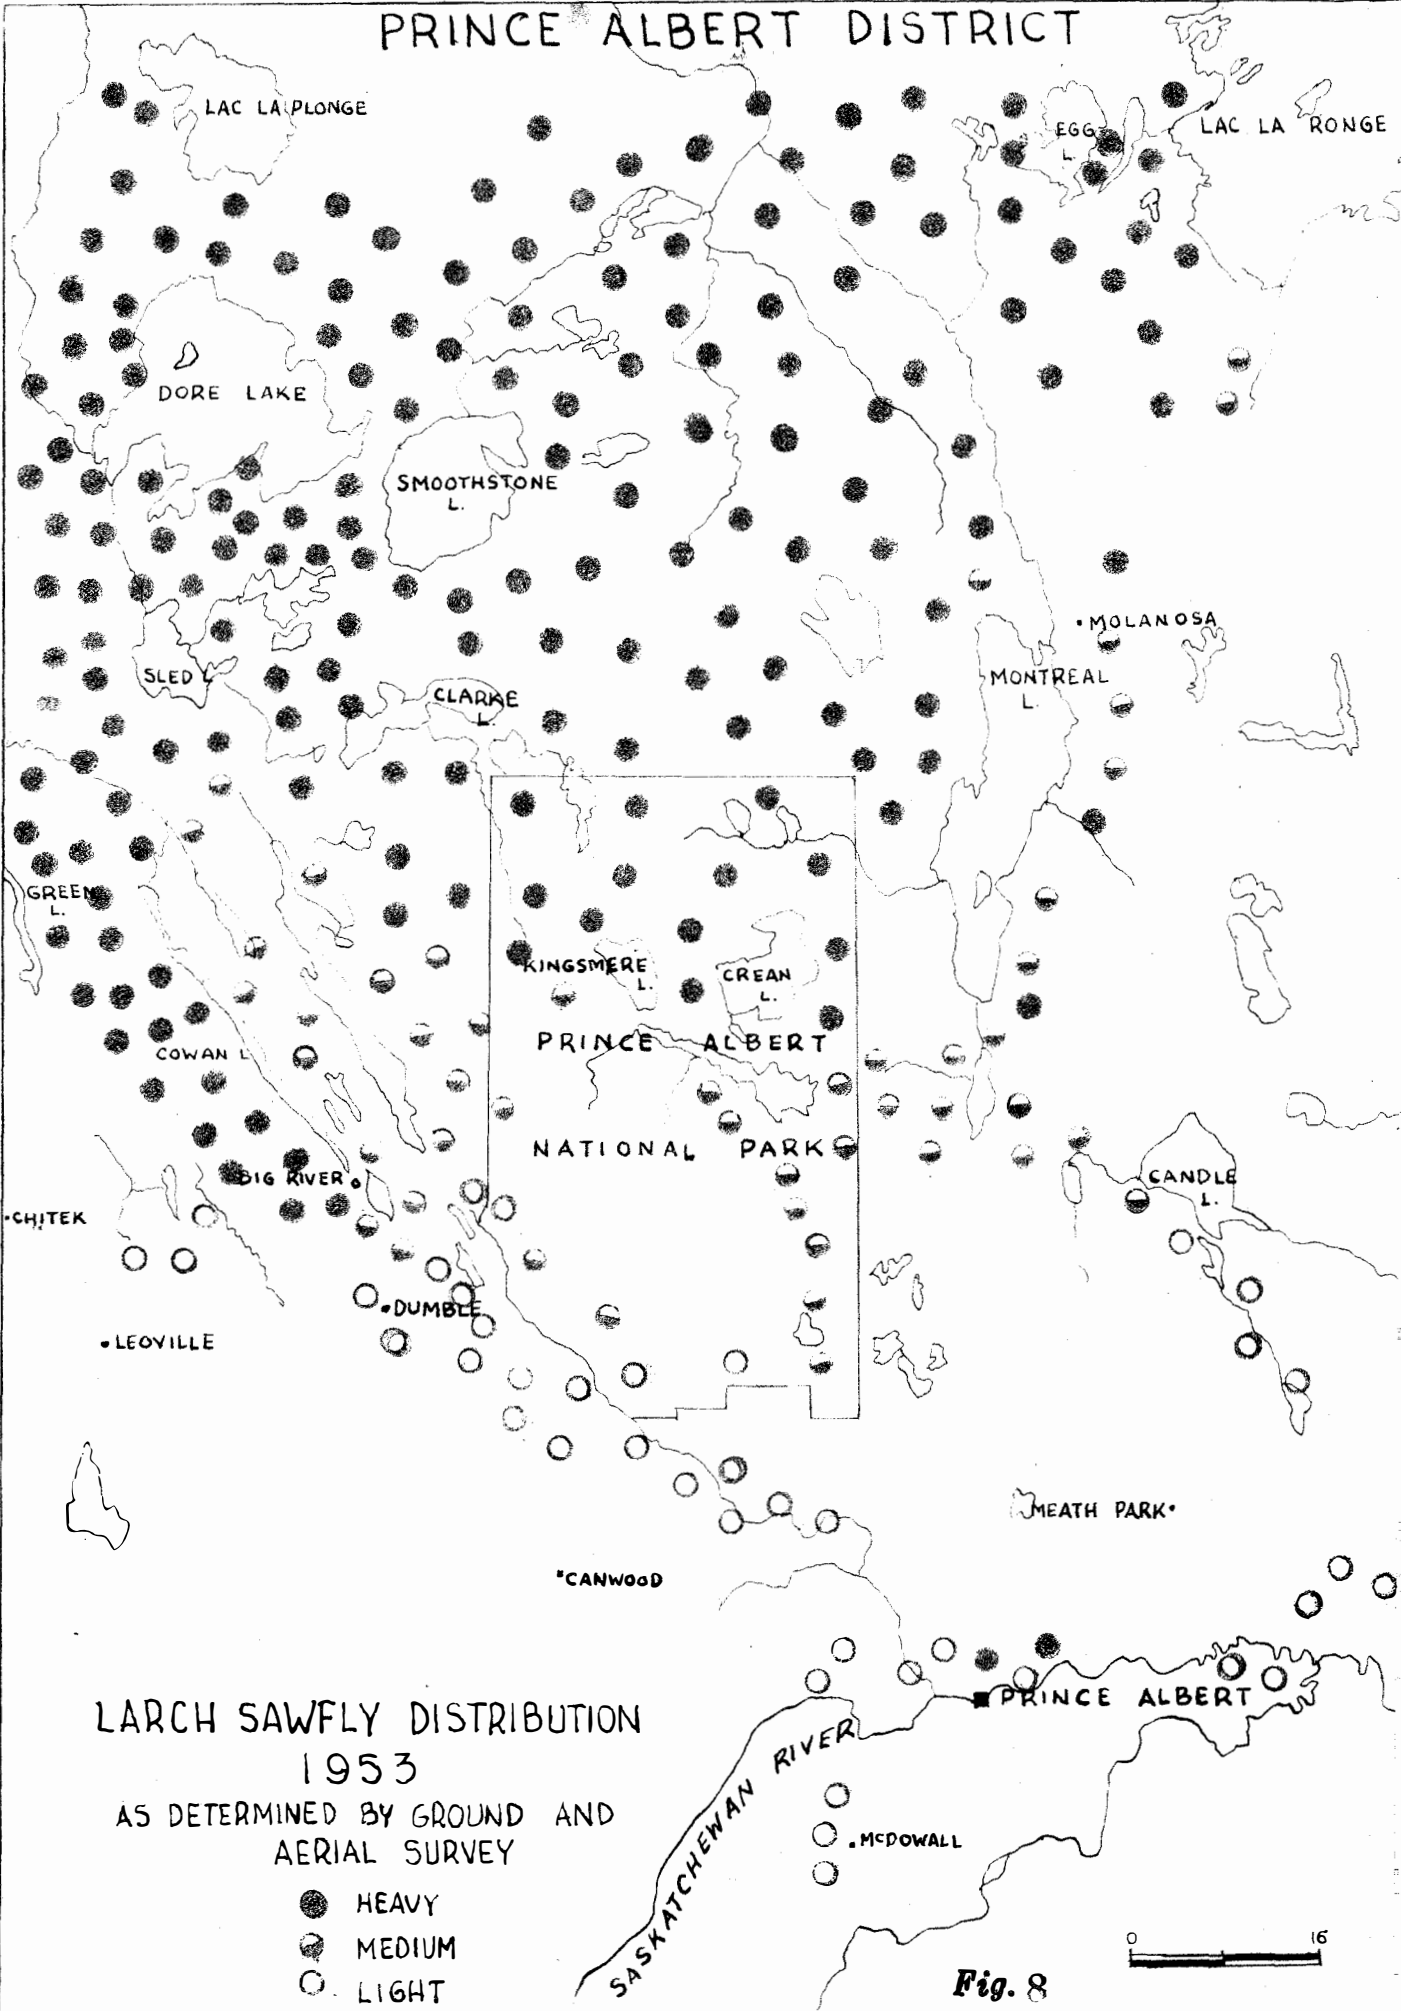 PRINCE ALBERT DISTRICT
LAC LA PLONGE
EGG
L.
LAC LA RONGE
DORE LAKE
SMOOTHSTONE
L.
MOLANOSA
SLED L
CLARKE
L.
MONTREAL
L.
GREEN
L.
KINGSMERE
L.
CREAN
L.
PRINCE ALBERT
COWAN L
NATIONAL PARK
BIG RIVER
CANDLE
L.
CHITEK
DUMBLE
LEOVILLE
MEATH PARK
CANWOOD
PRINCE ALBERT
SASKATCHEWAN RIVER
McDOWALL
LARCH SAWFLY DISTRIBUTION
1953
AS DETERMINED BY GROUND AND
AERIAL SURVEY
HEAVY
MEDIUM
LIGHT
0 16
Fig. 8